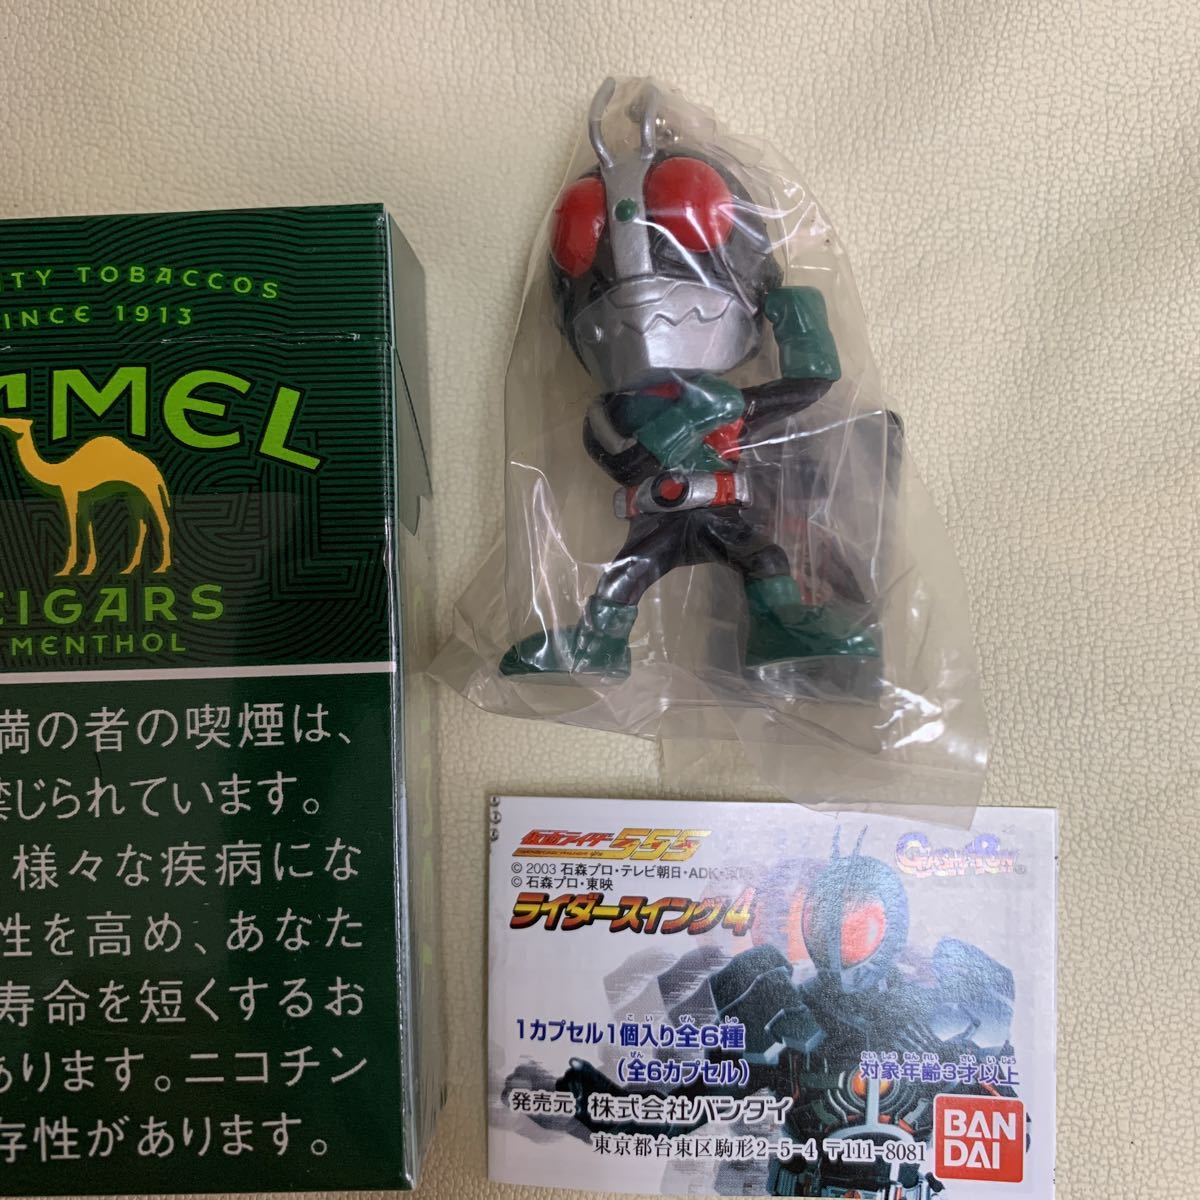 ITY TOBACCOS
INCE 1913
AMEL
CIGARS
MENTHOL
満の者の喫煙は、
禁じられています。
様々な疾病にな
性を高め、あなた
寿命を短くするお
あります。ニコチン
存性があります。
仮面ライダー555
© 2003 石森プロ・テレビ朝日・ADK・
© 石森プロ・東映
ライダースイング4
1カプセル1個入り全6種
(全6カプセル)
対象年齢3才以上
発売元 株式会社バンダイ
東京都台東区駒形2-5-4 〒111-8081
BAN
DAI